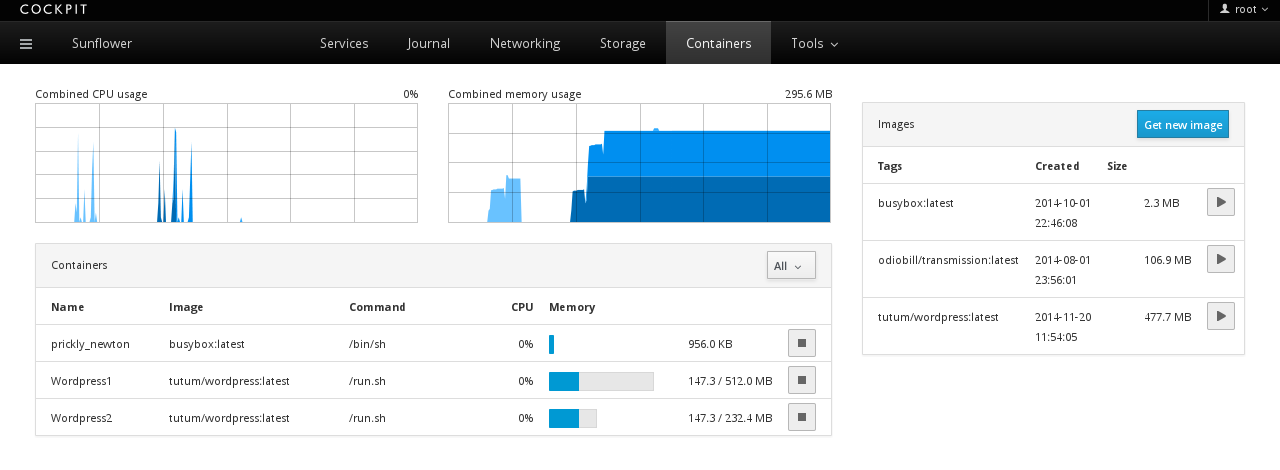 COCKPIT
root
Sunflower Services Journal Networking Storage Containers Tools
Combined CPU usage 0%
Combined memory usage 295.6 MB
Containers All
Name Image Command CPU Memory
prickly_newton busybox:latest /bin/sh 0% 956.0 KB
Wordpress1 tutum/wordpress:latest /run.sh 0% 147.3 / 512.0 MB
Wordpress2 tutum/wordpress:latest /run.sh 0% 147.3 / 232.4 MB
Images Get new image
Tags Created Size
busybox:latest 2014-10-01 2.3 MB
22:46:08
odiobill/transmission:latest 2014-08-01 106.9 MB
23:56:01
tutum/wordpress:latest 2014-11-20 477.7 MB
11:54:05